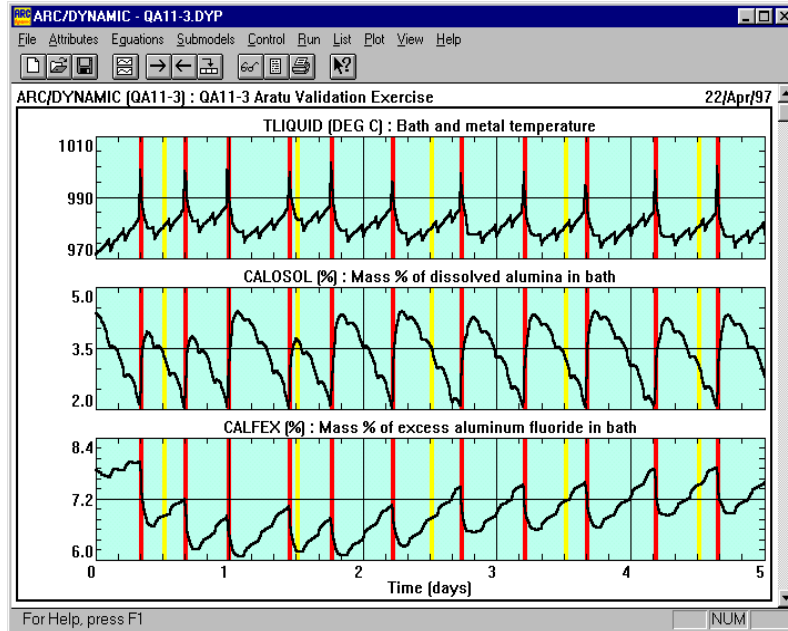 ARC/DYNAMIC - QA11-3.DYP
File Attributes Equations Submodels Control Run List Plot View Help
ARC/DYNAMIC (QA11-3) : QA11-3 Aratu Validation Exercise 22/Apr/97
TLIQUID (DEG C) : Bath and metal temperature
1010
990
970
CALOSOL (%) : Mass % of dissolved alumina in bath
5.0
3.5
2.0
CALFEX (%) : Mass % of excess aluminum fluoride in bath
8.4
7.2
6.0
0 1 2 3 4 5
Time (days)
For Help, press F1 NUM